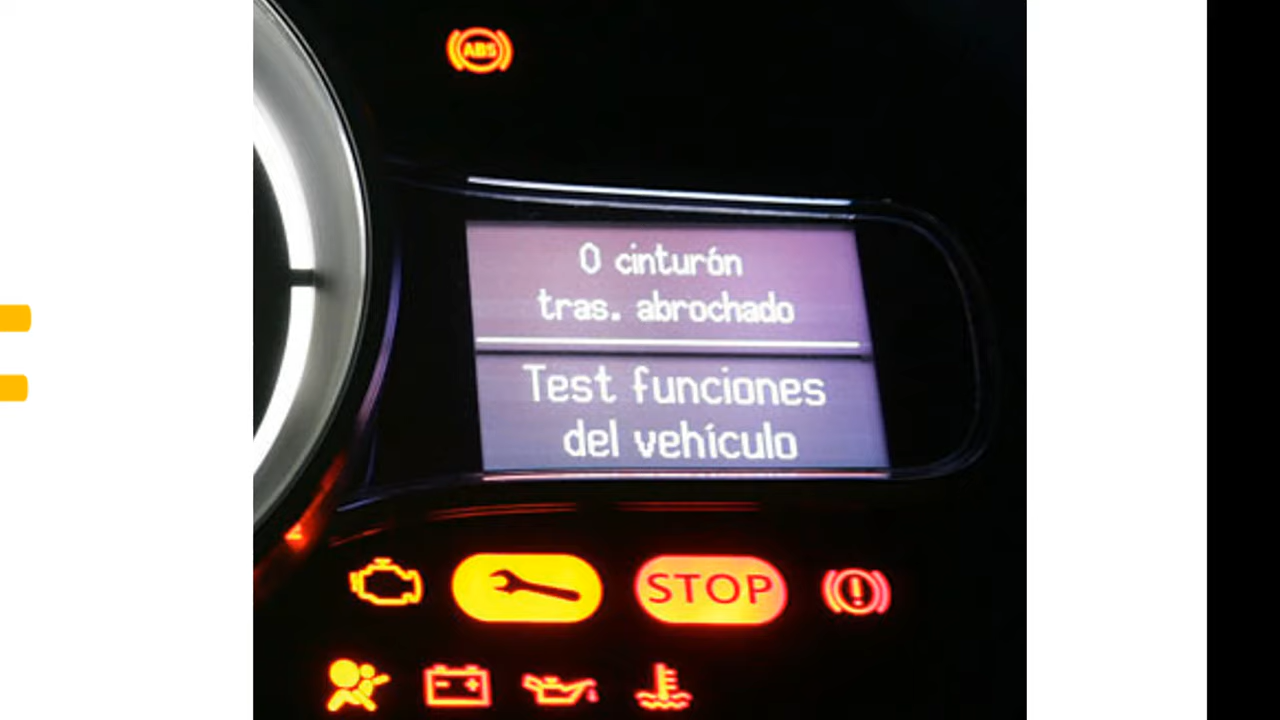 ABS
0 cinturón
tras. abrochado
Test funciones
del vehículo
STOP